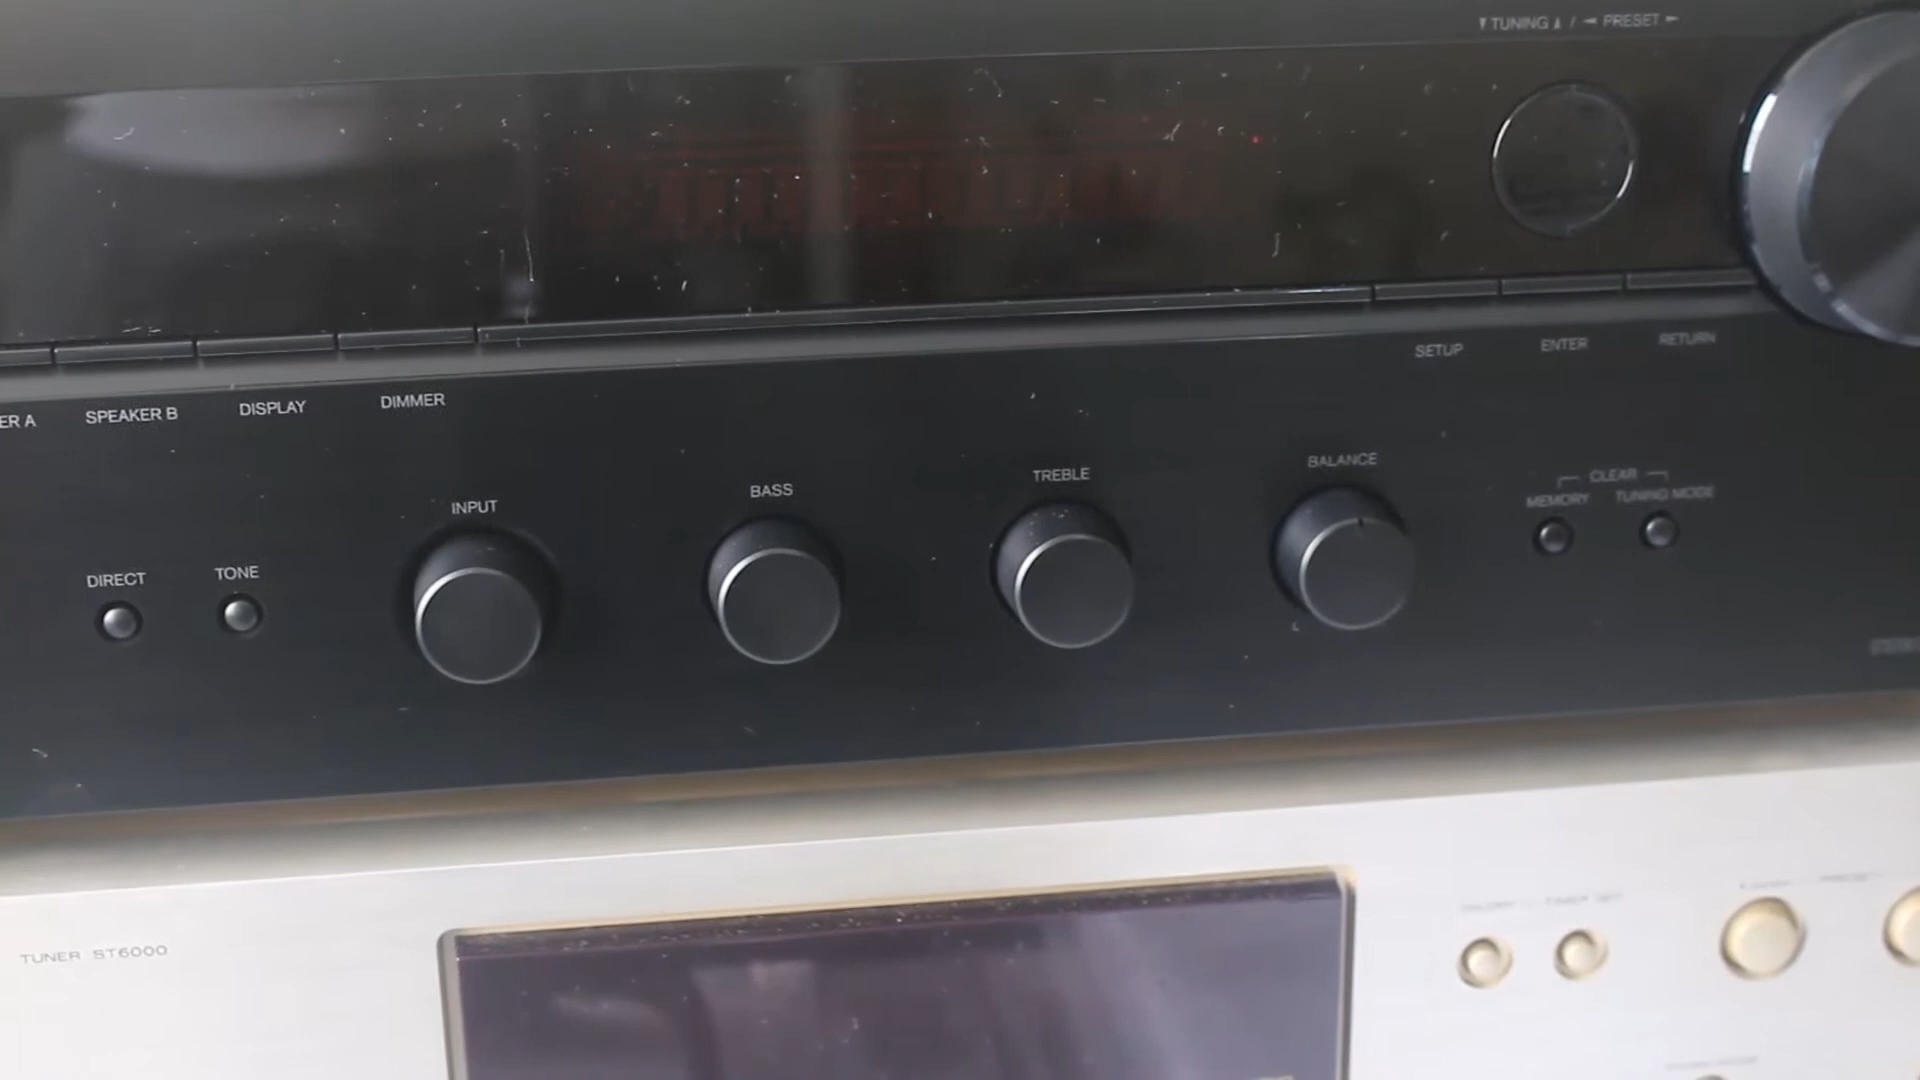 ▼ TUNING ▲ / ◄ PRESET ►
SETUP ENTER RETURN
ER A SPEAKER B DISPLAY DIMMER
INPUT BASS TREBLE BALANCE
CLEAR
MEMORY TUNING MODE
DIRECT TONE
TUNER ST6000